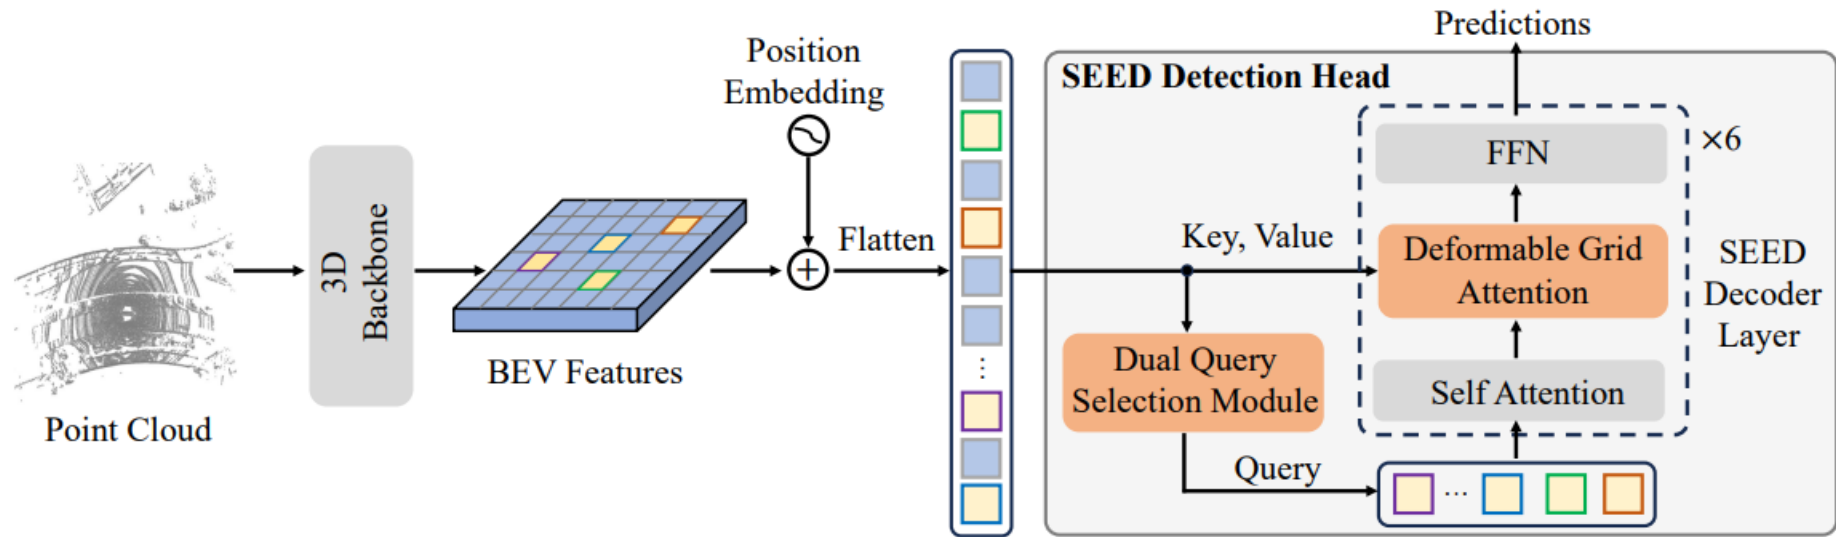 Point Cloud
3D
Backbone
BEV Features
Position
Embedding
+
Flatten
...
SEED Detection Head
Predictions
Key, Value
Dual Query
Selection Module
Query
FFN
×6
Deformable Grid
Attention
Self Attention
SEED
Decoder
Layer
...